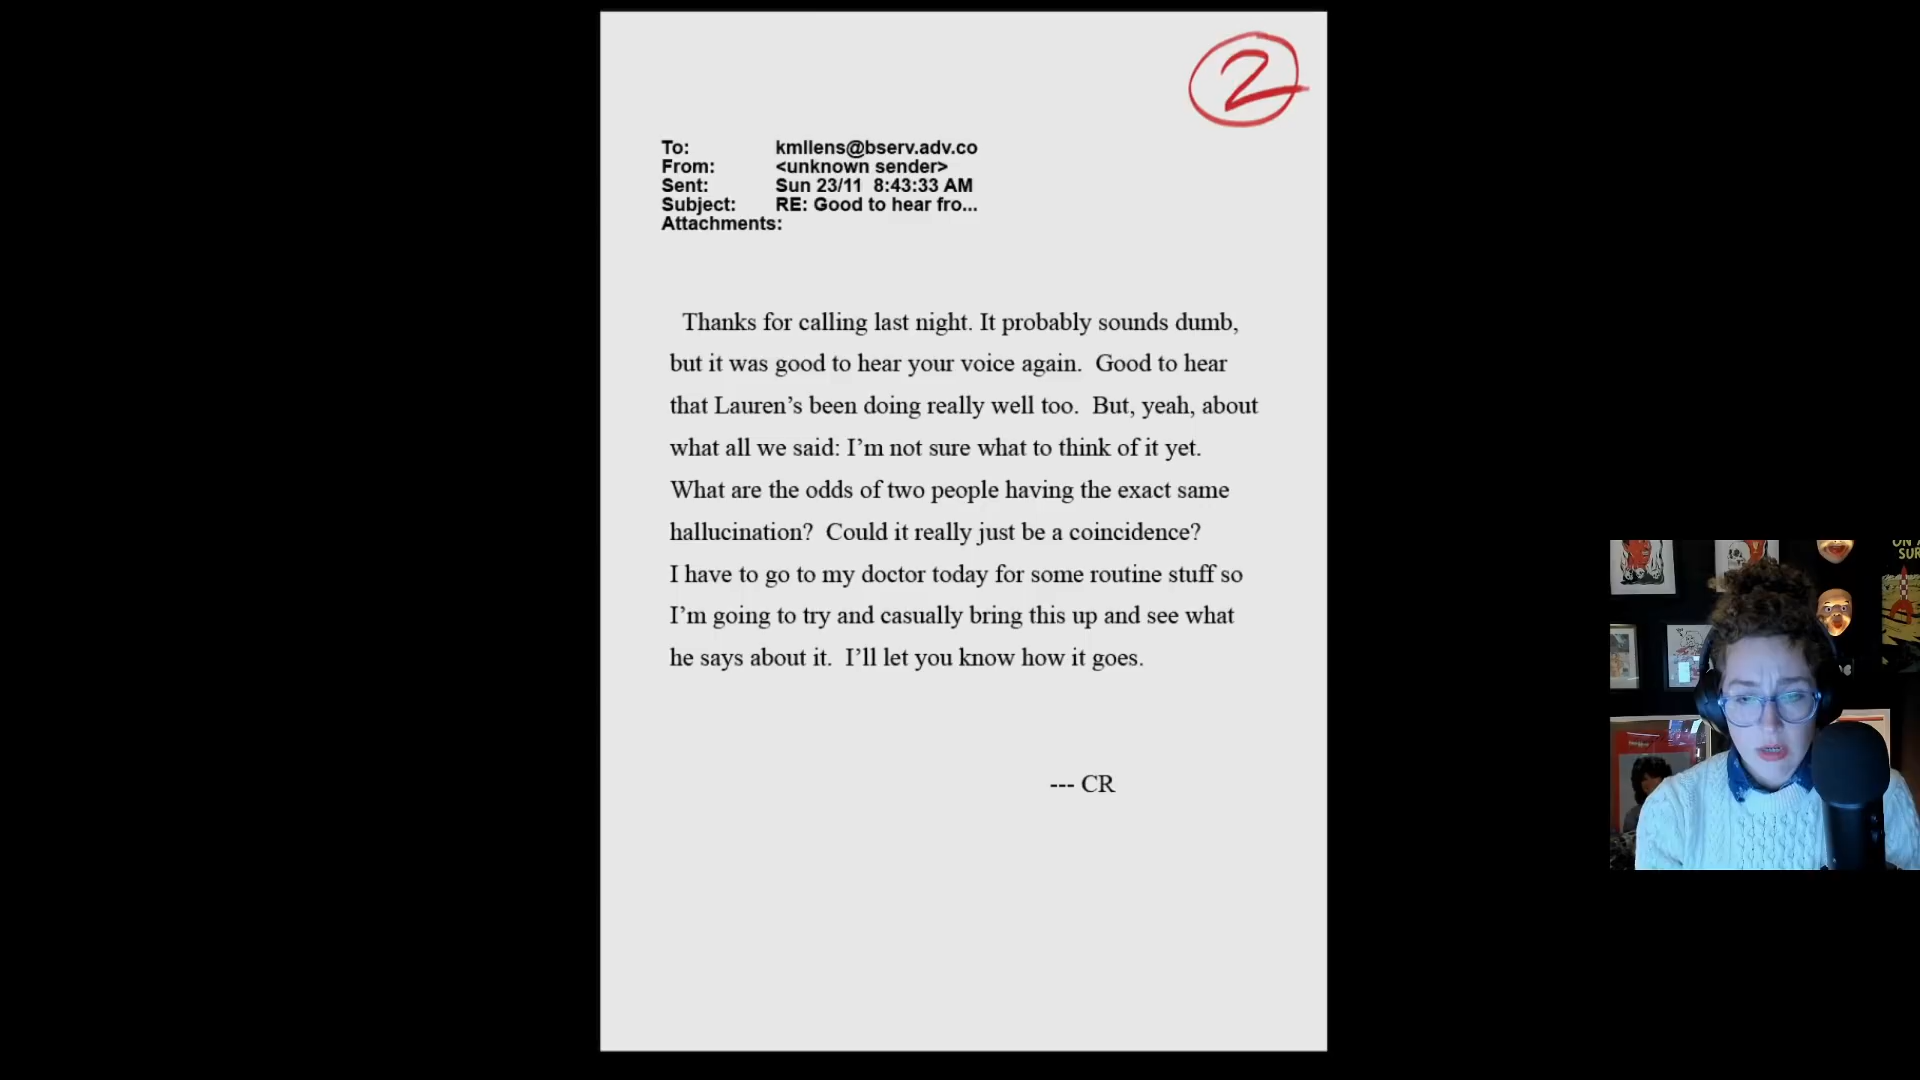 2
To: kmllens@bserv.adv.co
From: <unknown sender>
Sent: Sun 23/11 8:43:33 AM
Subject: RE: Good to hear fro...
Attachments:
Thanks for calling last night. It probably sounds dumb,
but it was good to hear your voice again. Good to hear
that Lauren’s been doing really well too. But, yeah, about
what all we said: I’m not sure what to think of it yet.
What are the odds of two people having the exact same
hallucination? Could it really just be a coincidence?
I have to go to my doctor today for some routine stuff so
I’m going to try and casually bring this up and see what
he says about it. I’ll let you know how it goes.
--- CR
ON A
SUR